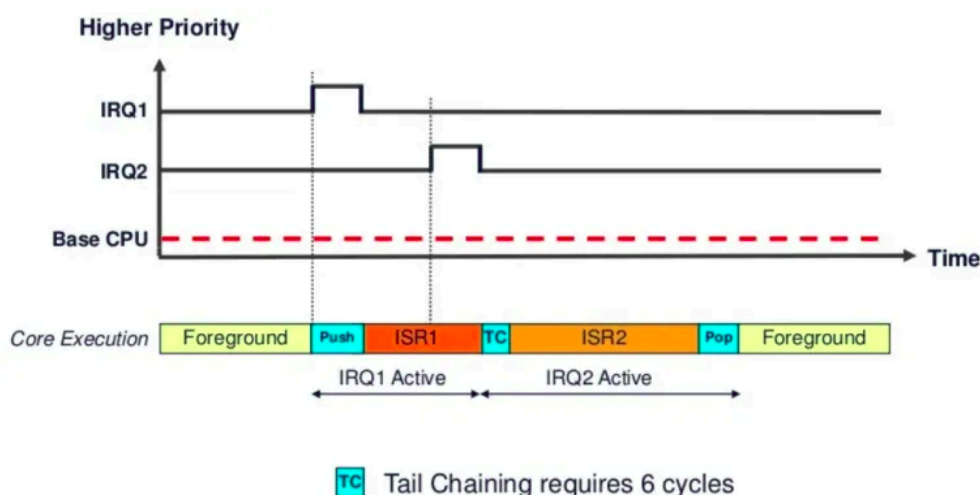 Higher Priority
IRQ1
IRQ2
Base CPU
Time
Core Execution Foreground Push ISR1 TC ISR2 Pop Foreground
IRQ1 Active IRQ2 Active
TC Tail Chaining requires 6 cycles